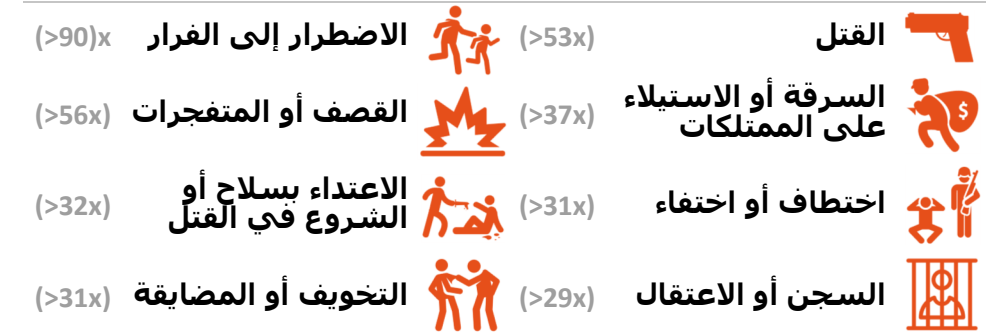 القتل (>53x)
الاضطرار إلى الفرار (>90)x
السرقة أو الاستيلاء
على الممتلكات (>37x)
القصف أو المتفجرات (>56x)
اختطاف أو اختفاء (>31x)
الاعتداء بسلاح أو
الشروع في القتل (>32x)
السجن أو الاعتقال (>29x)
التخويف أو المضايقة (>31x)
$